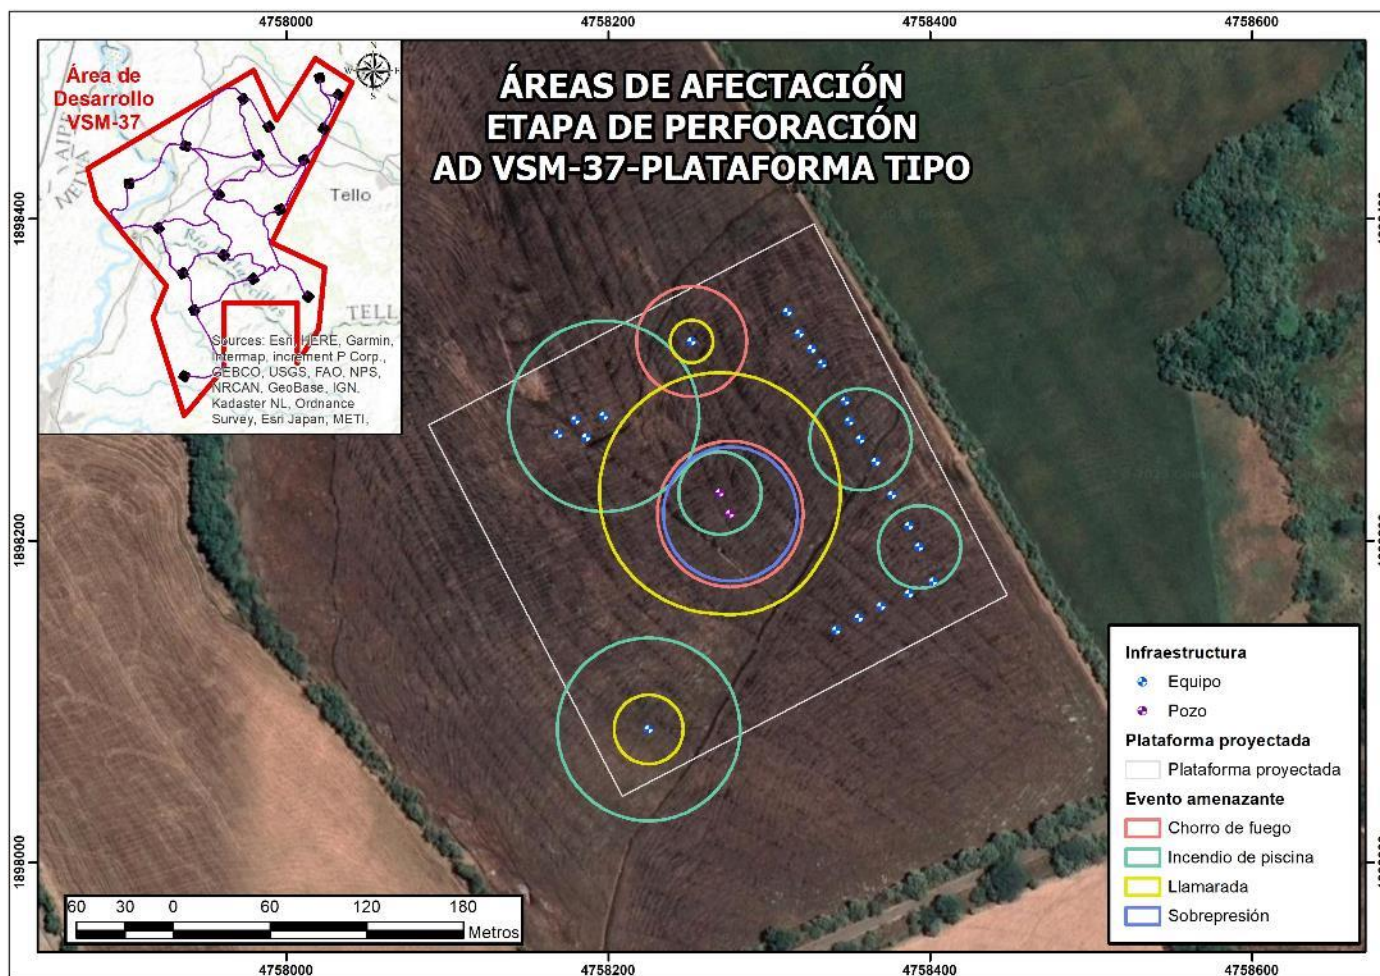 4758000
4758200
4758400
4758600
ÁREAS DE AFECTACIÓN
ETAPA DE PERFORACIÓN
AD VSM-37-PLATAFORMA TIPO
Área de
Desarrollo
VSM-37
N
W
E
S
NEIVA
Tello
TELL
Sources: Esri, HERE, Garmin,
Intermap, increment P Corp.,
GEBCO, USGS, FAO, NPS,
NRCAN, GeoBase, IGN,
Kadaster NL, Ordnance
Survey, Esri Japan, METI,
1898400
1898200
1898000
Infraestructura
Equipo
Pozo
Plataforma proyectada
Plataforma proyectada
Evento amenazante
Chorro de fuego
Incendio de piscina
Llamarada
Sobrepresión
60 30 0 60 120 180
Metros
4758000
4758200
4758400
4758600